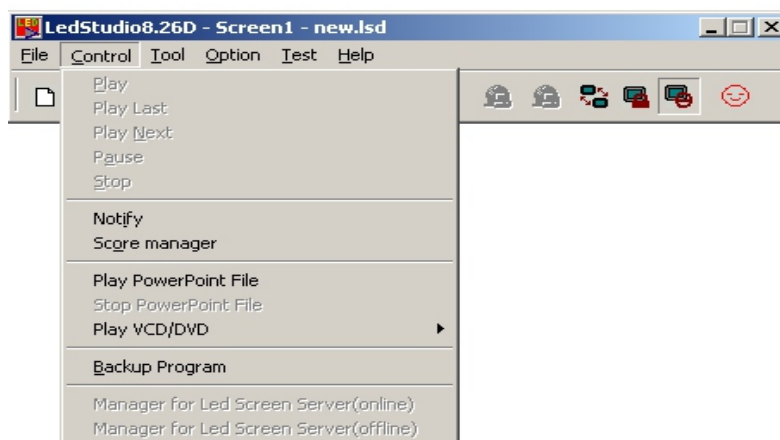 LED
LedStudio8.26D - Screen1 - new.lsd
File Control Tool Option Test Help
Play
Play Last
Play Next
Pause
Stop
Notify
Score manager
Play PowerPoint File
Stop PowerPoint File
Play VCD/DVD
Backup Program
Manager for Led Screen Server(online)
Manager for Led Screen Server(offline)